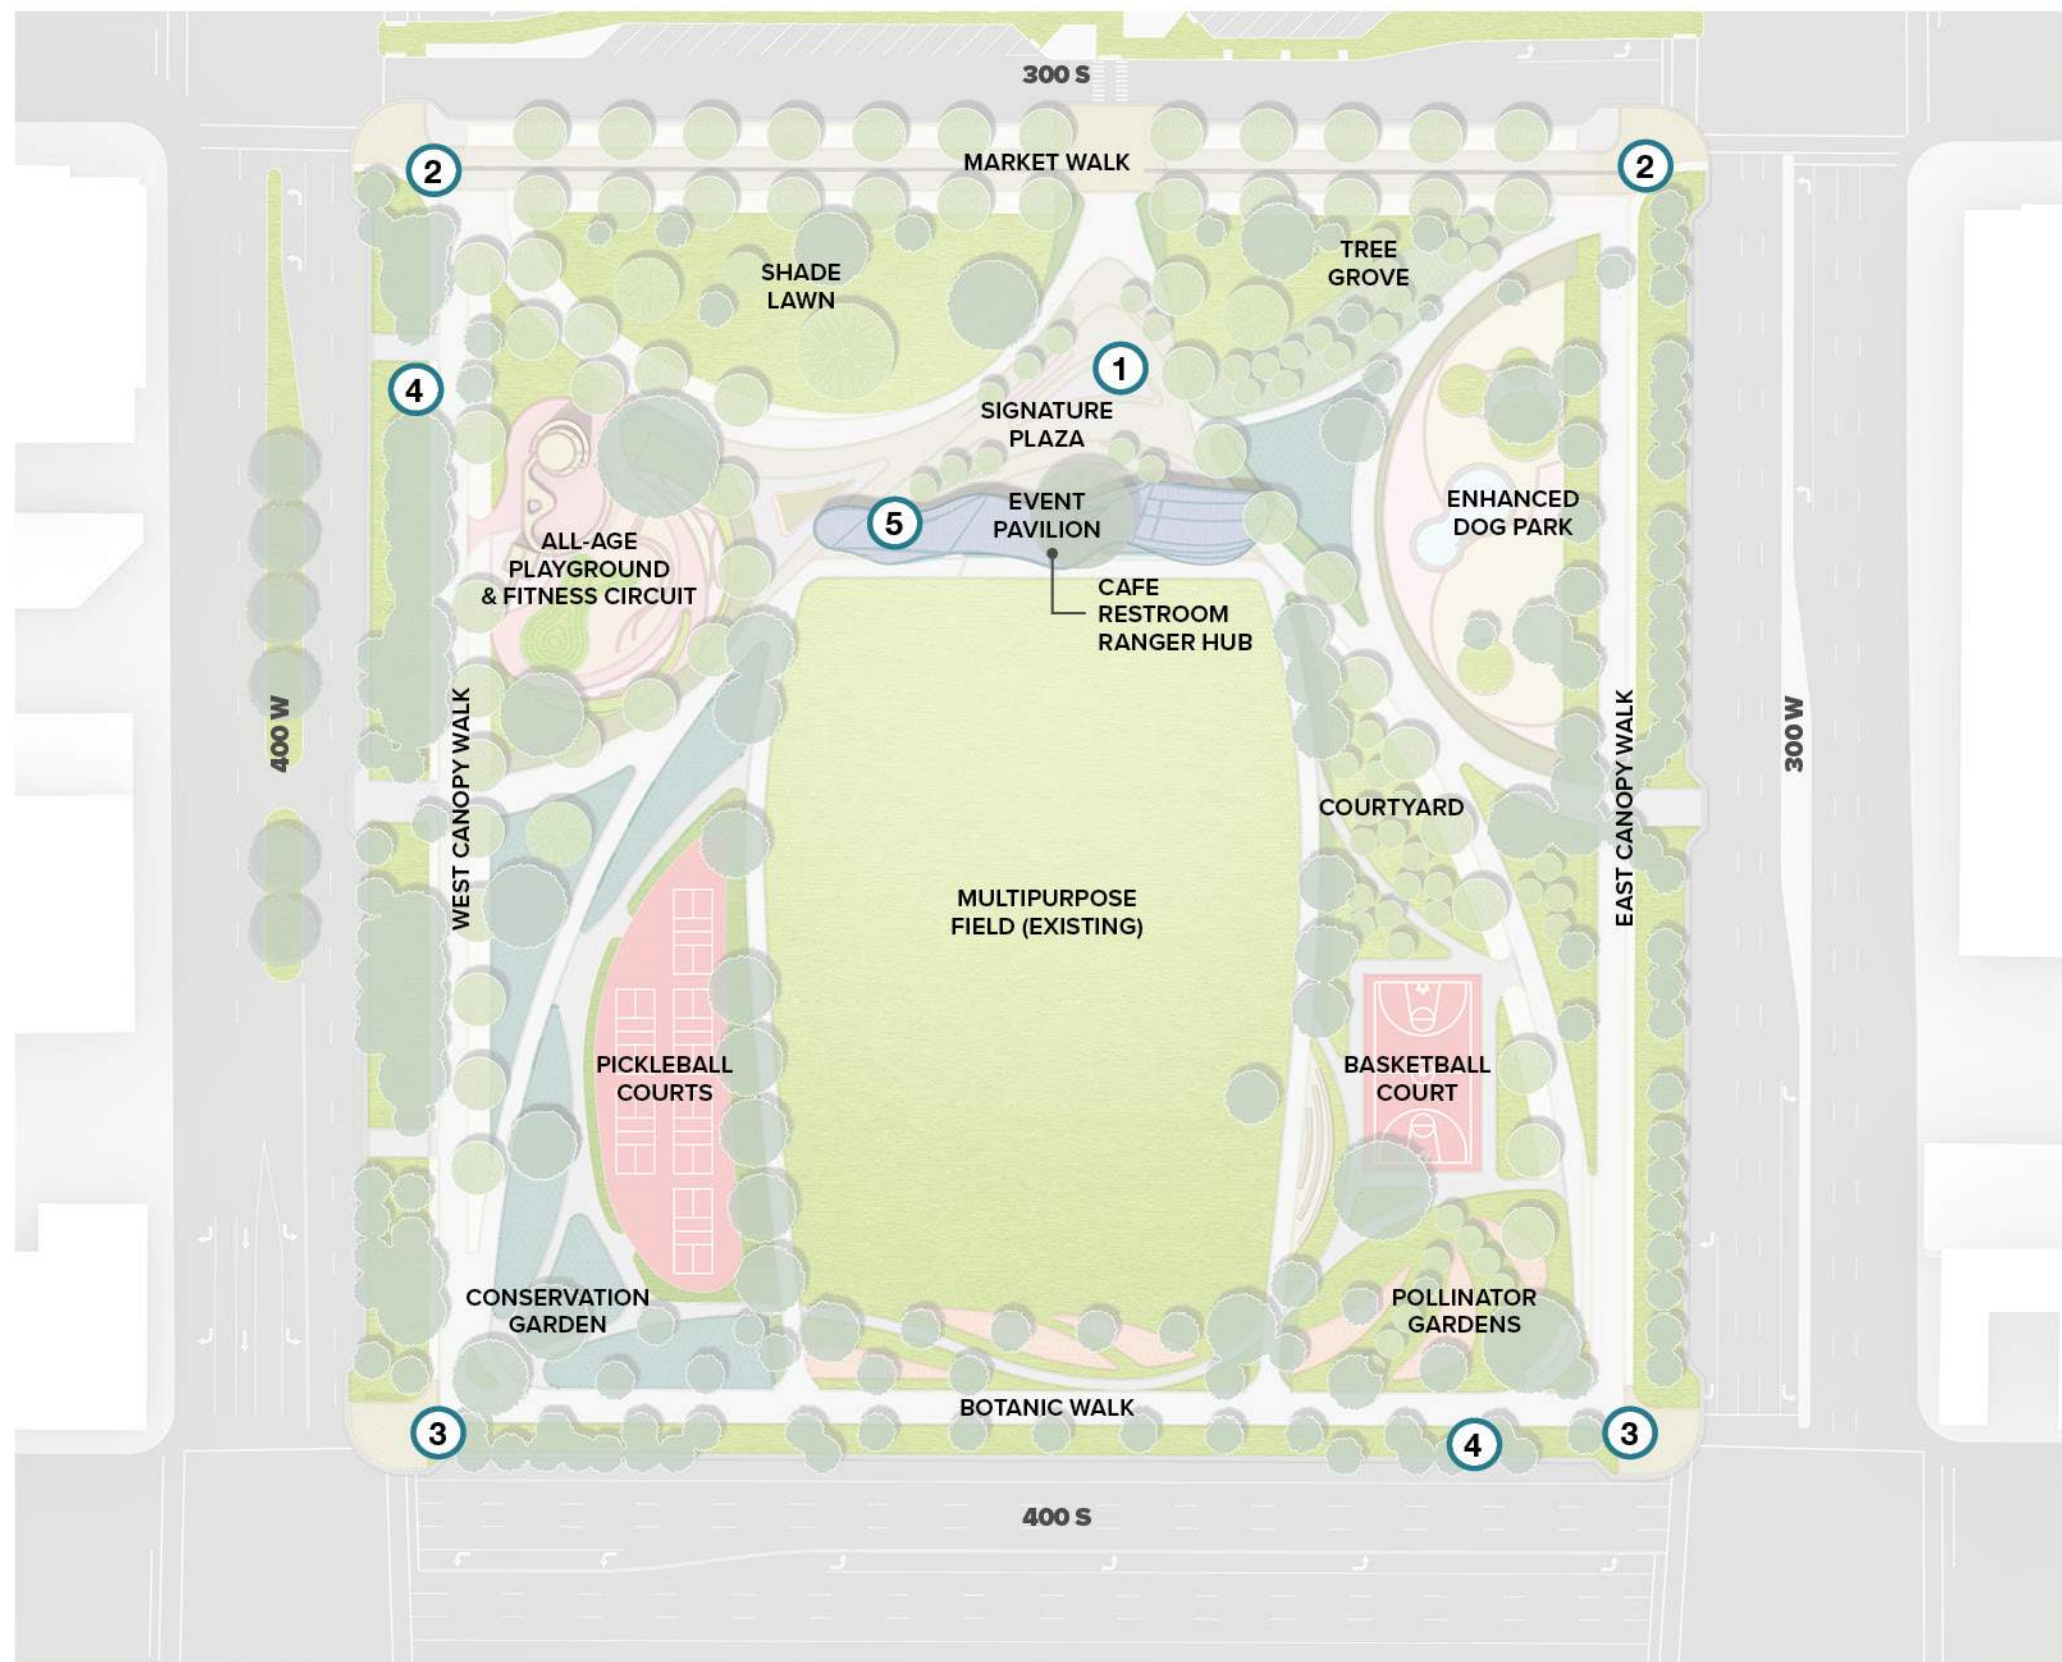 300 S
MARKET WALK
2
2
SHADE
LAWN
TREE
GROVE
1
4
SIGNATURE
PLAZA
5
EVENT
PAVILION
ENHANCED
DOG PARK
ALL-AGE
PLAYGROUND
& FITNESS CIRCUIT
CAFE
RESTROOM
RANGER HUB
400 W
WEST CANOPY WALK
EAST CANOPY WALK
300 W
COURTYARD
MULTIPURPOSE
FIELD (EXISTING)
PICKLEBALL
COURTS
BASKETBALL
COURT
CONSERVATION
GARDEN
POLLINATOR
GARDENS
BOTANIC WALK
3
4
3
400 S